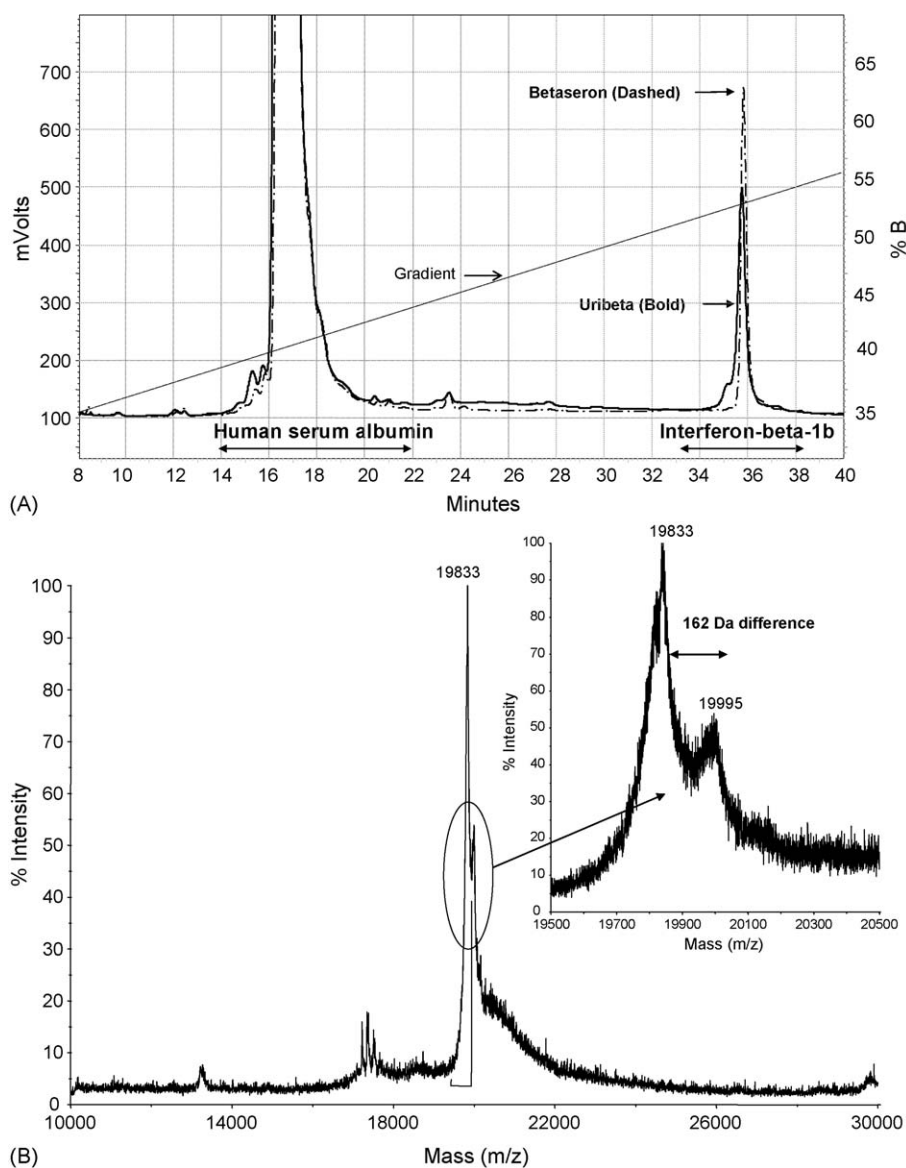 700
600
500
400
300
200
100
mVolts
65
60
55
50
45
40
35
% B
Betaseron (Dashed)
Gradient
Uribeta (Bold)
Human serum albumin
Interferon-beta-1b
8 10 12 14 16 18 20 22 24 26 28 30 32 34 36 38 40
Minutes
(A)
19833
100
90
80
70
60
50
40
30
20
10
0
% Intensity
10000 14000 18000 22000 26000 30000
Mass (m/z)
(B)
19833
162 Da difference
19995
100
90
80
70
60
50
40
30
20
10
0
% Intensity
19500 19700 19900 20100 20300 20500
Mass (m/z)